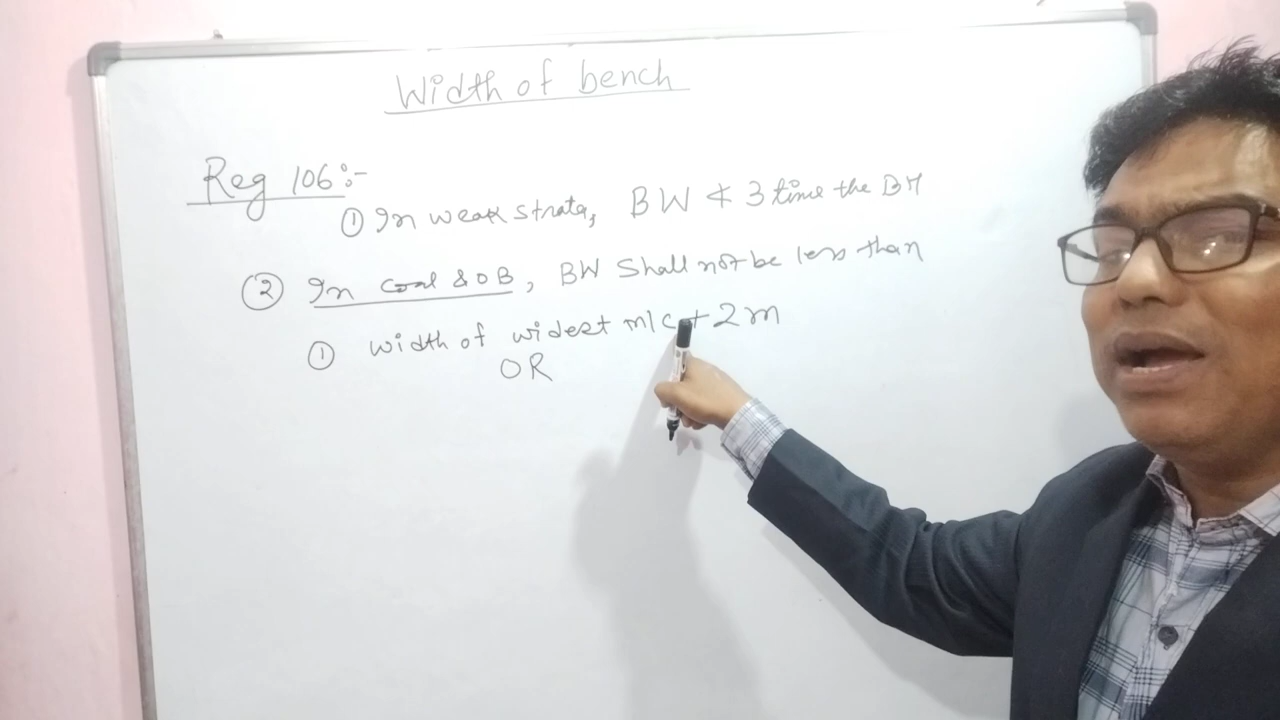 Width of bench
Reg 106:-
① In weak strata, BW ≮ 3 time the BH
② In coal & OB, BW Shall not be less than
① width of widest m/c + 2 m
OR